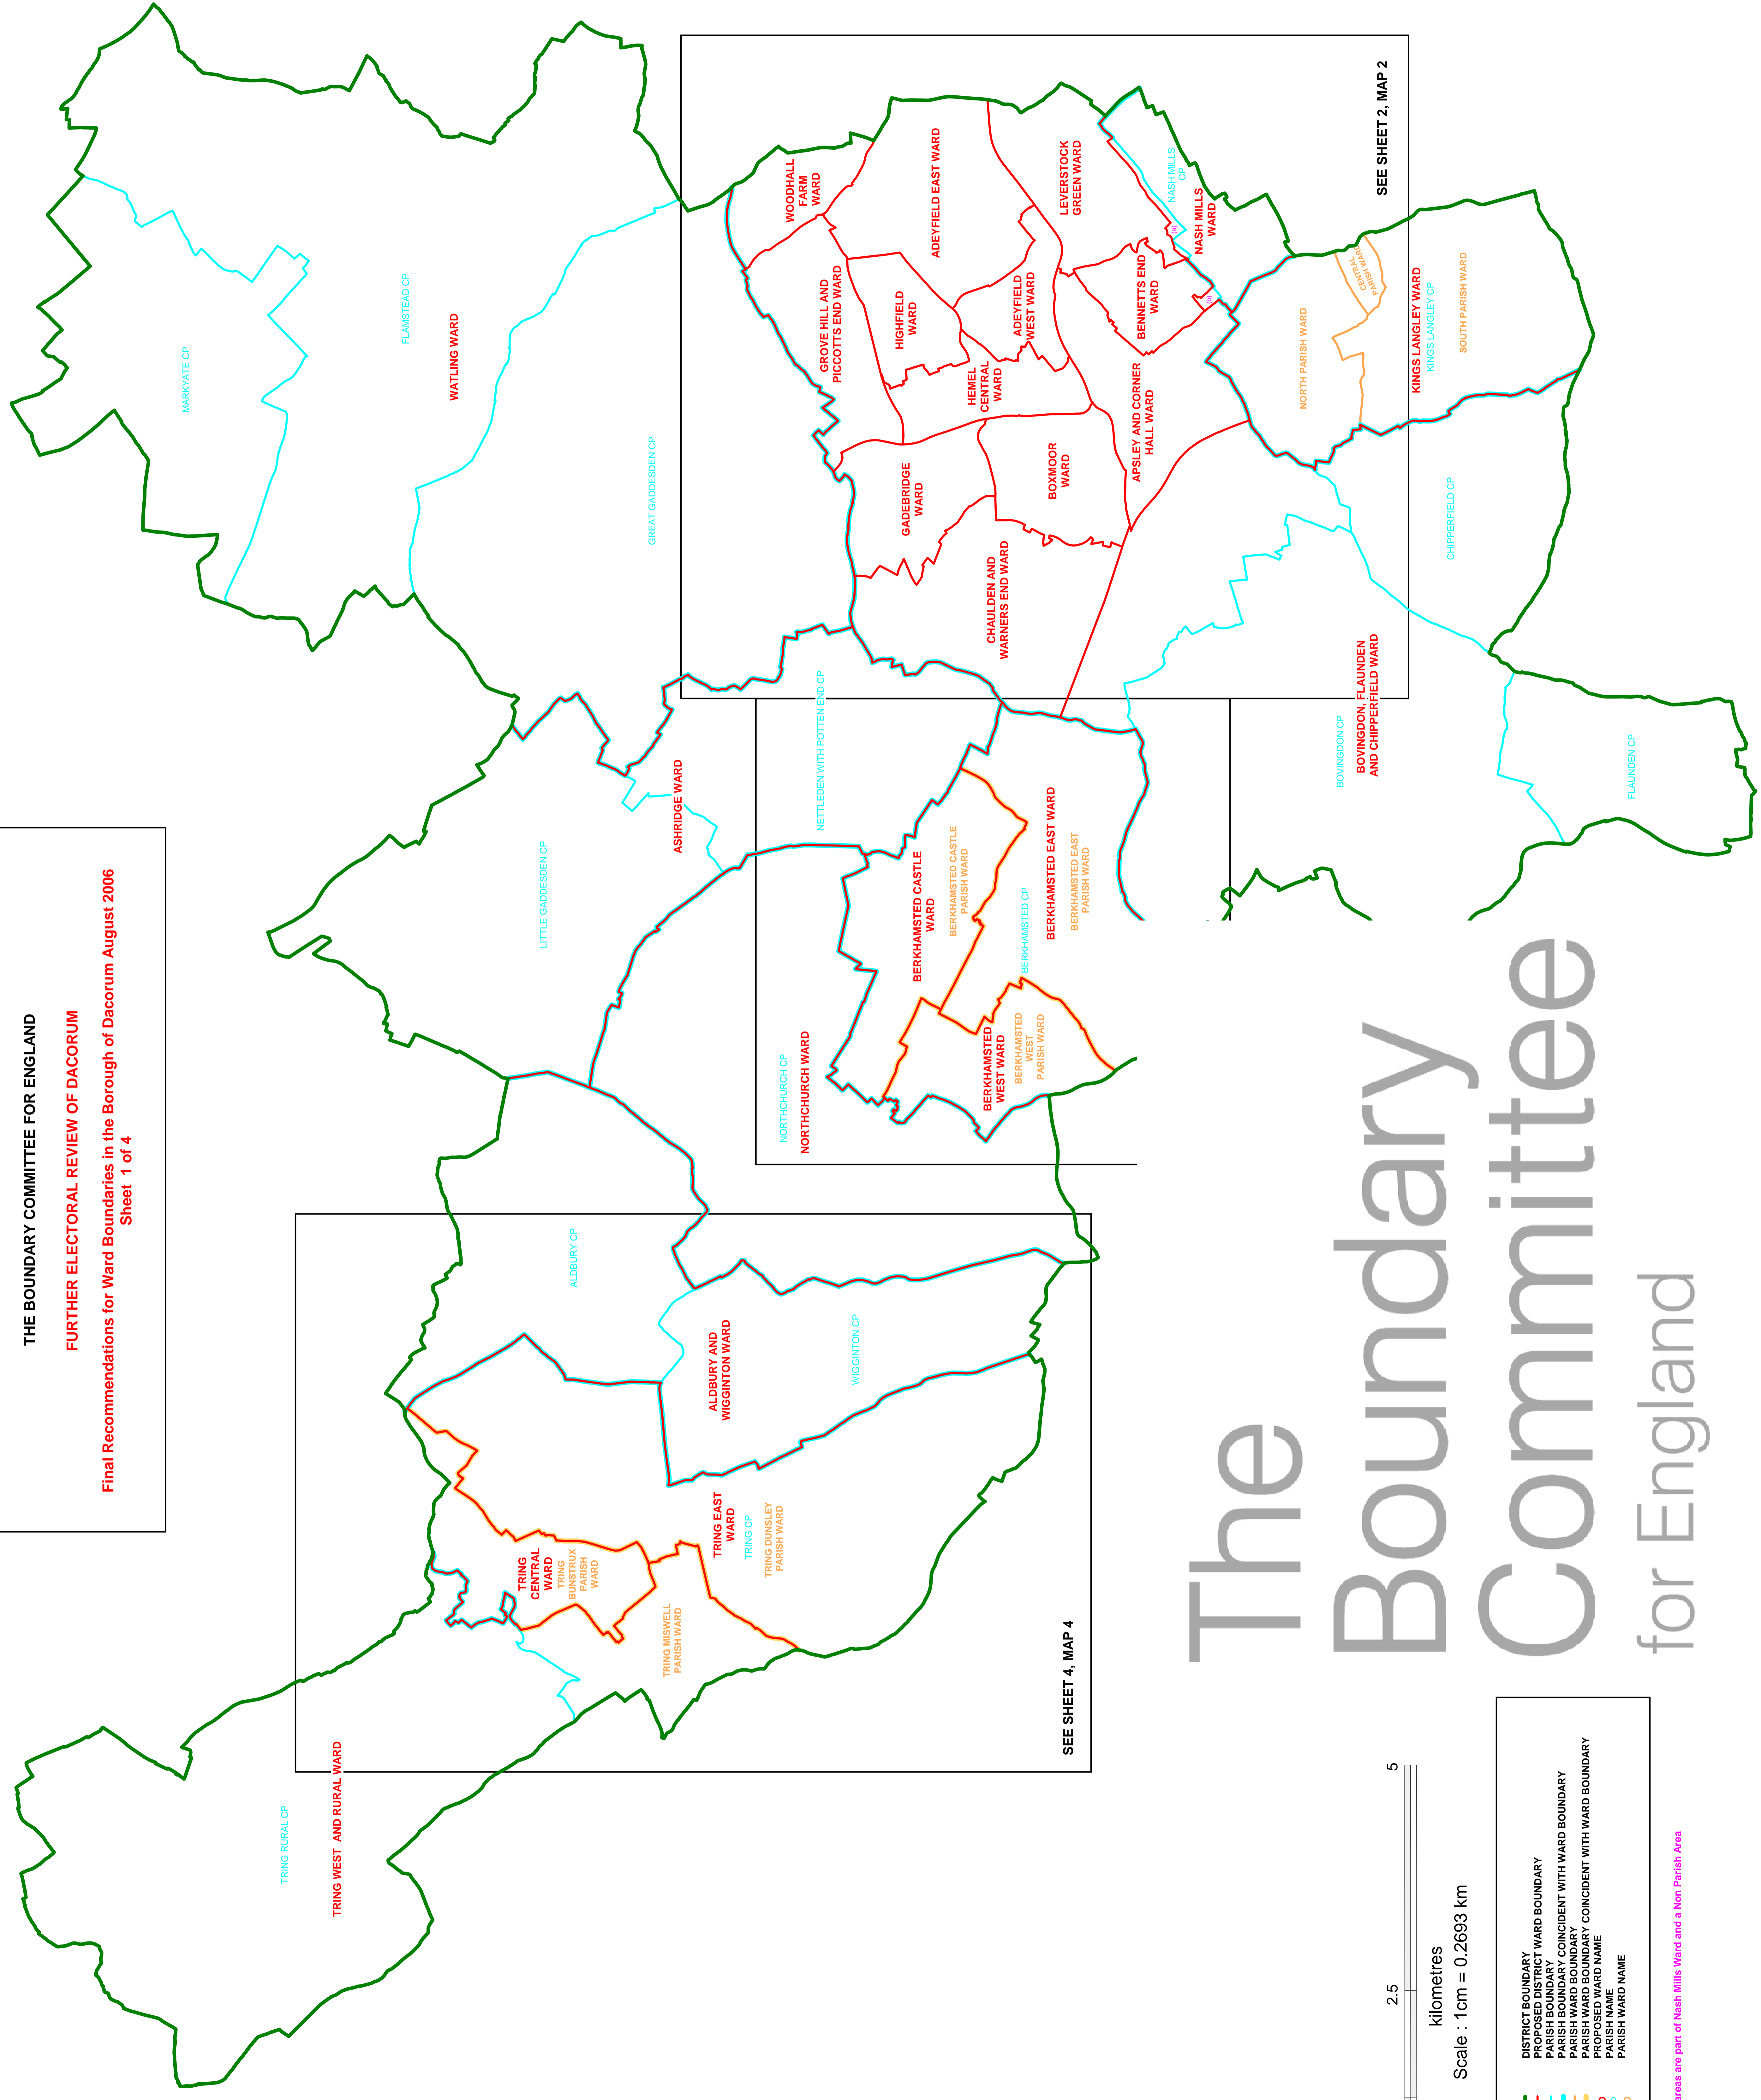 THE BOUNDARY COMMITTEE FOR ENGLAND
FURTHER ELECTORAL REVIEW OF DACORUM
Final Recommendations for Ward Boundaries in the Borough of Dacorum August 2006
Sheet 1 of 4
TRING RURAL CP
TRING WEST AND RURAL WARD
TRING
CENTRAL
WARD
TRING
BUNSTRUX
PARISH
WARD
TRING MISWELL
PARISH WARD
TRING EAST
WARD
TRING CP
TRING DUNSLEY
PARISH WARD
ALDBURY CP
ALDBURY AND
WIGGINTON WARD
WIGGINTON CP
SEE SHEET 4, MAP 4
NORTHCHURCH CP
NORTHCHURCH WARD
LITTLE GADDESDEN CP
ASHRIDGE WARD
NETTLEDEN WITH POTTEN END CP
BERKHAMSTED CASTLE
WARD
BERKHAMSTED CASTLE
PARISH WARD
BERKHAMSTED CP
BERKHAMSTED EAST WARD
BERKHAMSTED EAST
PARISH WARD
BERKHAMSTED
WEST WARD
BERKHAMSTED
WEST
PARISH WARD
MARKYATE CP
FLAMSTEAD CP
WATLING WARD
GREAT GADDESDEN CP
WOODHALL
FARM
WARD
GROVE HILL AND
PICCOTTS END WARD
ADEYFIELD EAST WARD
HIGHFIELD
WARD
ADEYFIELD
WEST WARD
HEMEL
CENTRAL
WARD
GADEBRIDGE
WARD
BOXMOOR
WARD
CHAULDEN AND
WARNERS END WARD
LEVERSTOCK
GREEN WARD
BENNETTS END
WARD
APSLEY AND CORNER
HALL WARD
NASH MILLS
CP
(a)
NASH MILLS
WARD
(b)
SEE SHEET 2, MAP 2
NORTH PARISH WARD
CENTRAL
PARISH WARD
KINGS LANGLEY WARD
KINGS LANGLEY CP
SOUTH PARISH WARD
CHIPPERFIELD CP
BOVINGDON CP
BOVINGDON, FLAUNDEN
AND CHIPPERFIELD WARD
FLAUNDEN CP
The
Boundary
Committee
for England
2.5
5
kilometres
Scale : 1cm = 0.2693 km
DISTRICT BOUNDARY
PROPOSED DISTRICT WARD BOUNDARY
PARISH BOUNDARY
PARISH BOUNDARY COINCIDENT WITH WARD BOUNDARY
PARISH WARD BOUNDARY
PARISH WARD BOUNDARY COINCIDENT WITH WARD BOUNDARY
PROPOSED WARD NAME
PARISH NAME
PARISH WARD NAME
areas are part of Nash Mills Ward and a Non Parish Area